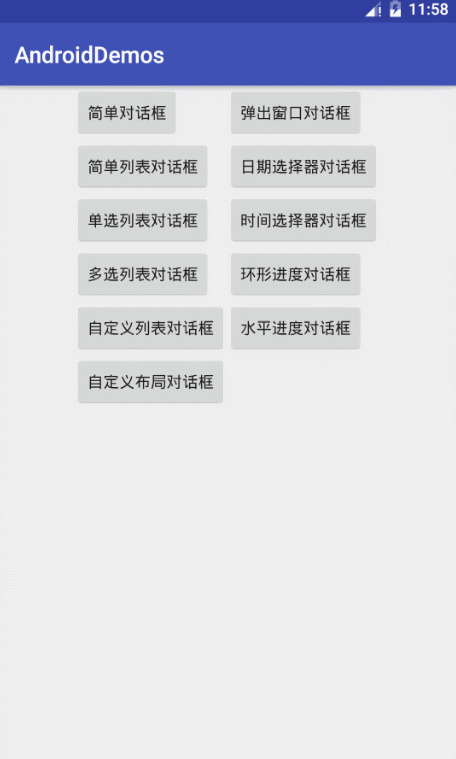 11:58
AndroidDemos
简单对话框 弹出窗口对话框
简单列表对话框 日期选择器对话框
单选列表对话框 时间选择器对话框
多选列表对话框 环形进度对话框
自定义列表对话框 水平进度对话框
自定义布局对话框